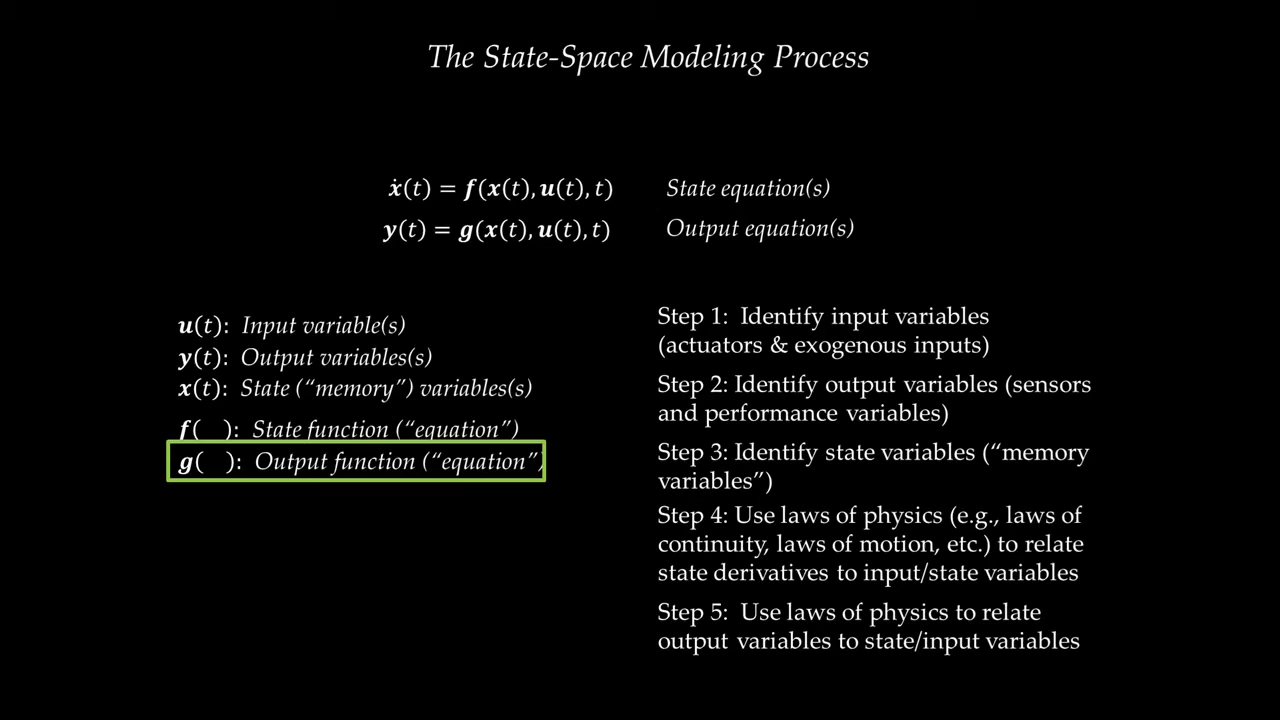 The State-Space Modeling Process
ẋ(t) = f(x(t), u(t), t) State equation(s)
y(t) = g(x(t), u(t), t) Output equation(s)
u(t): Input variable(s)
y(t): Output variables(s)
x(t): State (“memory”) variables(s)
f( ): State function (“equation”)
g( ): Output function (“equation”)
Step 1: Identify input variables
(actuators & exogenous inputs)
Step 2: Identify output variables (sensors
and performance variables)
Step 3: Identify state variables (“memory
variables”)
Step 4: Use laws of physics (e.g., laws of
continuity, laws of motion, etc.) to relate
state derivatives to input/state variables
Step 5: Use laws of physics to relate
output variables to state/input variables